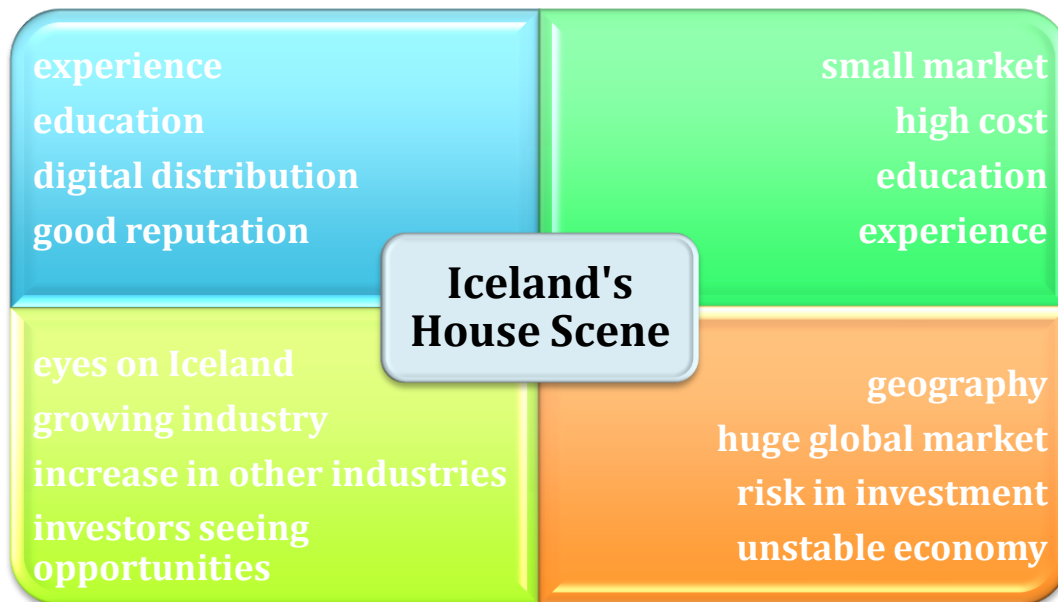 experience
education
digital distribution
good reputation
small market
high cost
education
experience
Iceland's
House Scene
eyes on Iceland
growing industry
increase in other industries
investors seeing
opportunities
geography
huge global market
risk in investment
unstable economy